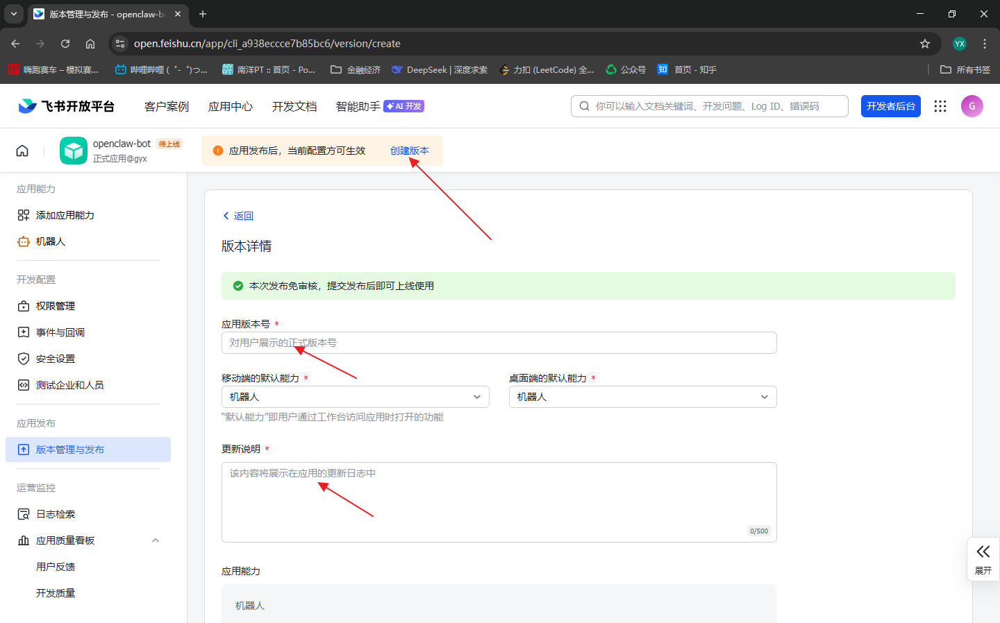 版本管理与发布 - openclaw-b
open.feishu.cn/app/cli_a938eccce7b85bc6/version/create
YX
嗨跑赛车 – 模拟赛...
哔哩哔哩 (゜-゜)つ...
南洋PT :: 首页 - Po...
金融经济
DeepSeek | 深度求索
力扣 (LeetCode) 全...
公众号
知 首页 - 知乎
所有书签
飞书开放平台
客户案例
应用中心
开发文档
智能助手
AI 开发
你可以输入文档关键词、开发问题、Log ID、错误码
开发者后台
G
openclaw-bot 待上线
正式应用@gyx
应用发布后，当前配置方可生效
创建版本
应用能力
添加应用能力
机器人
开发配置
权限管理
事件与回调
安全设置
测试企业和人员
应用发布
版本管理与发布
运营监控
日志检索
应用质量看板
用户反馈
开发质量
返回
版本详情
本次发布免审核，提交发布后即可上线使用
应用版本号 *
对用户展示的正式版本号
移动端的默认能力 *
桌面端的默认能力 *
机器人
机器人
“默认能力”即用户通过工作台访问应用时打开的功能
更新说明 *
该内容将展示在应用的更新日志中
0/500
应用能力
机器人
展开